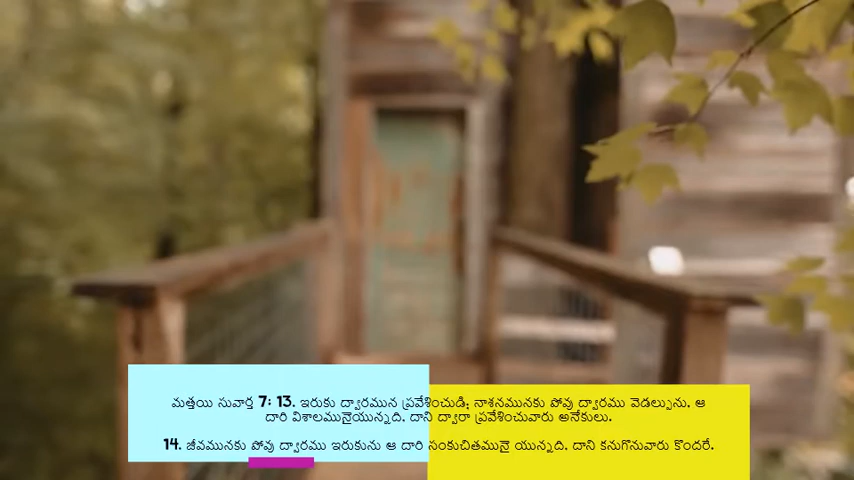 మత్తయి సువార్త 7: 13. ఇరుకు ద్వారమున ప్రవేశించుడి; నాశనమునకు పోవు ద్వారము వెడల్పును, ఆ
దారి విశాలమునైయున్నది, దాని ద్వారా ప్రవేశించువారు అనేకులు.
14. జీవమునకు పోవు ద్వారము ఇరుకును ఆ దారి సంకుచితమునై యున్నది, దాని కనుగొనువారు కొందరే.